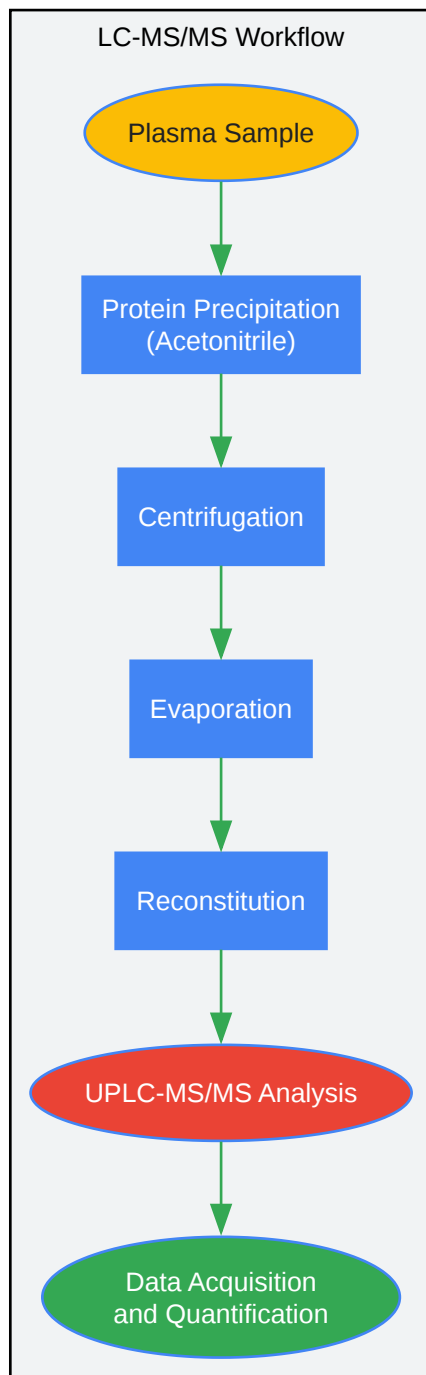 LC-MS/MS Workflow
Plasma Sample
Protein Precipitation
(Acetonitrile)
Centrifugation
Evaporation
Reconstitution
UPLC-MS/MS Analysis
Data Acquisition
and Quantification